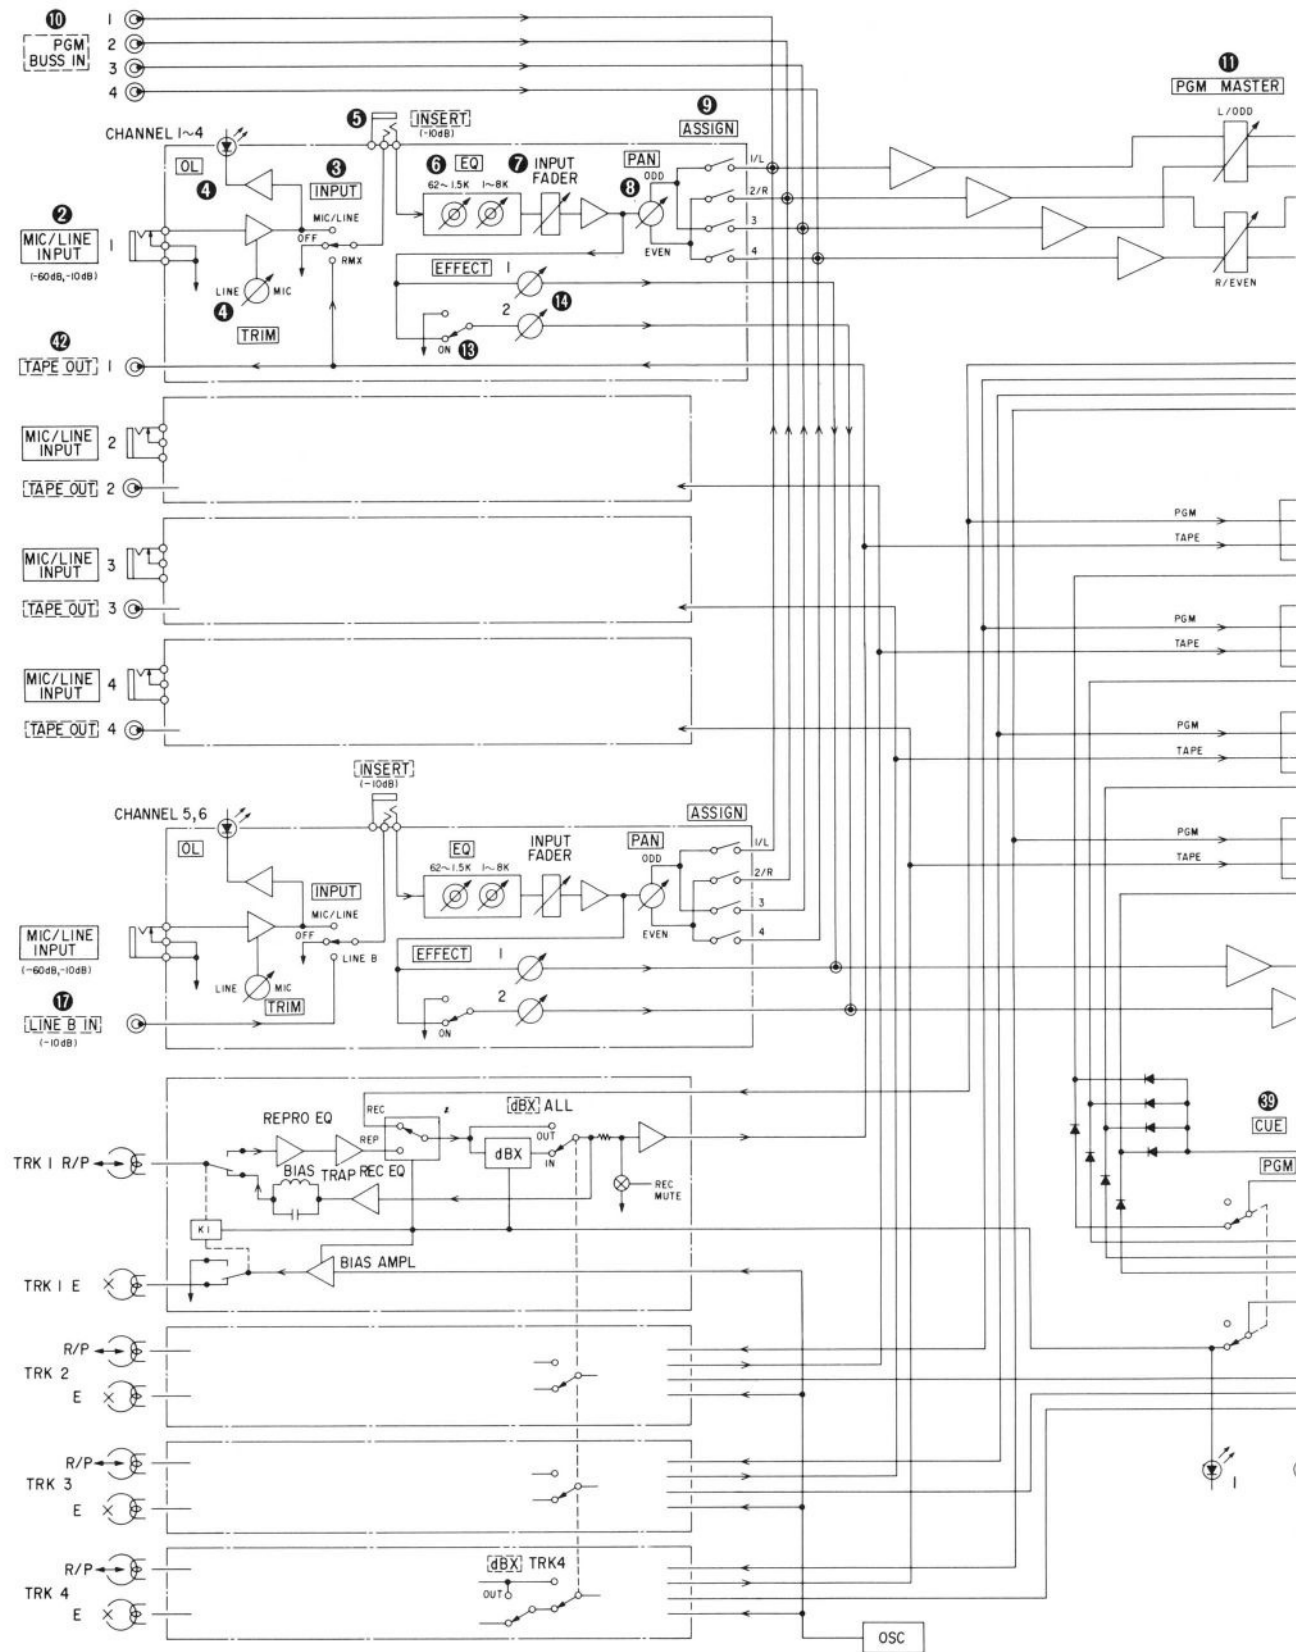 10 1
PGM 2
BUSS IN 3
4
11
PGM MASTER
L/ODD
R/EVEN
CHANNEL 1~4
5 INSERT
(-10dB)
9
ASSIGN
OL
4
3
INPUT
6 EQ
62~1.5K 1~8K
7 INPUT
FADER
PAN
8 ODD
EVEN
1/L
2/R
3
4
2
MIC/LINE
INPUT 1
(-60dB,-10dB)
MIC/LINE
OFF
RMX
LINE MIC
4
TRIM
EFFECT 1
2 14
ON 13
42
TAPE OUT 1
MIC/LINE
INPUT 2
TAPE OUT 2
MIC/LINE
INPUT 3
TAPE OUT 3
MIC/LINE
INPUT 4
TAPE OUT 4
PGM
TAPE
PGM
TAPE
PGM
TAPE
PGM
TAPE
INSERT
(-10dB)
CHANNEL 5,6
ASSIGN
OL
INPUT
EQ
62~1.5K 1~8K
INPUT
FADER
PAN
ODD
EVEN
1/L
2/R
3
4
MIC/LINE
INPUT
(-60dB,-10dB)
MIC/LINE
OFF
LINE B
LINE MIC
TRIM
EFFECT 1
2
ON
17
LINE B IN
(-10dB)
REPRO EQ
REC
REP
dBX ALL
OUT
dBX
IN
TRK 1 R/P
BIAS TRAP REC EQ
REC
MUTE
K1
BIAS AMPL
TRK 1 E
39
CUE
PGM
R/P
TRK 2
E
R/P
TRK 3
E
1
R/P
dBX TRK4
TRK 4
OUT
E
OSC